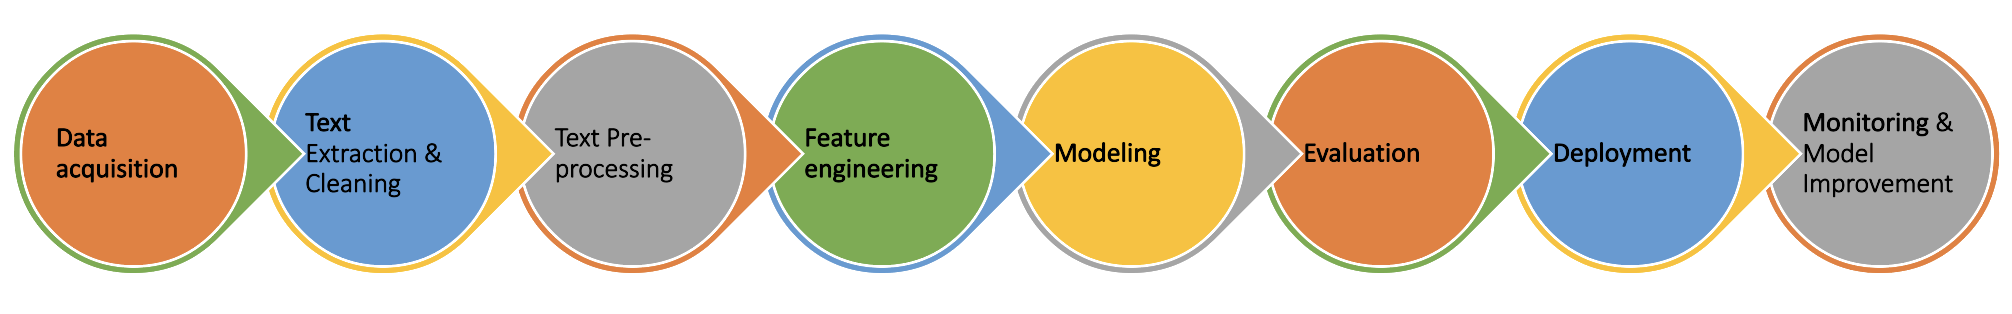 Data
acquisition
Text
Extraction &
Cleaning
Text Pre-
processing
Feature
engineering
Modeling
Evaluation
Deployment
Monitoring &
Model
Improvement